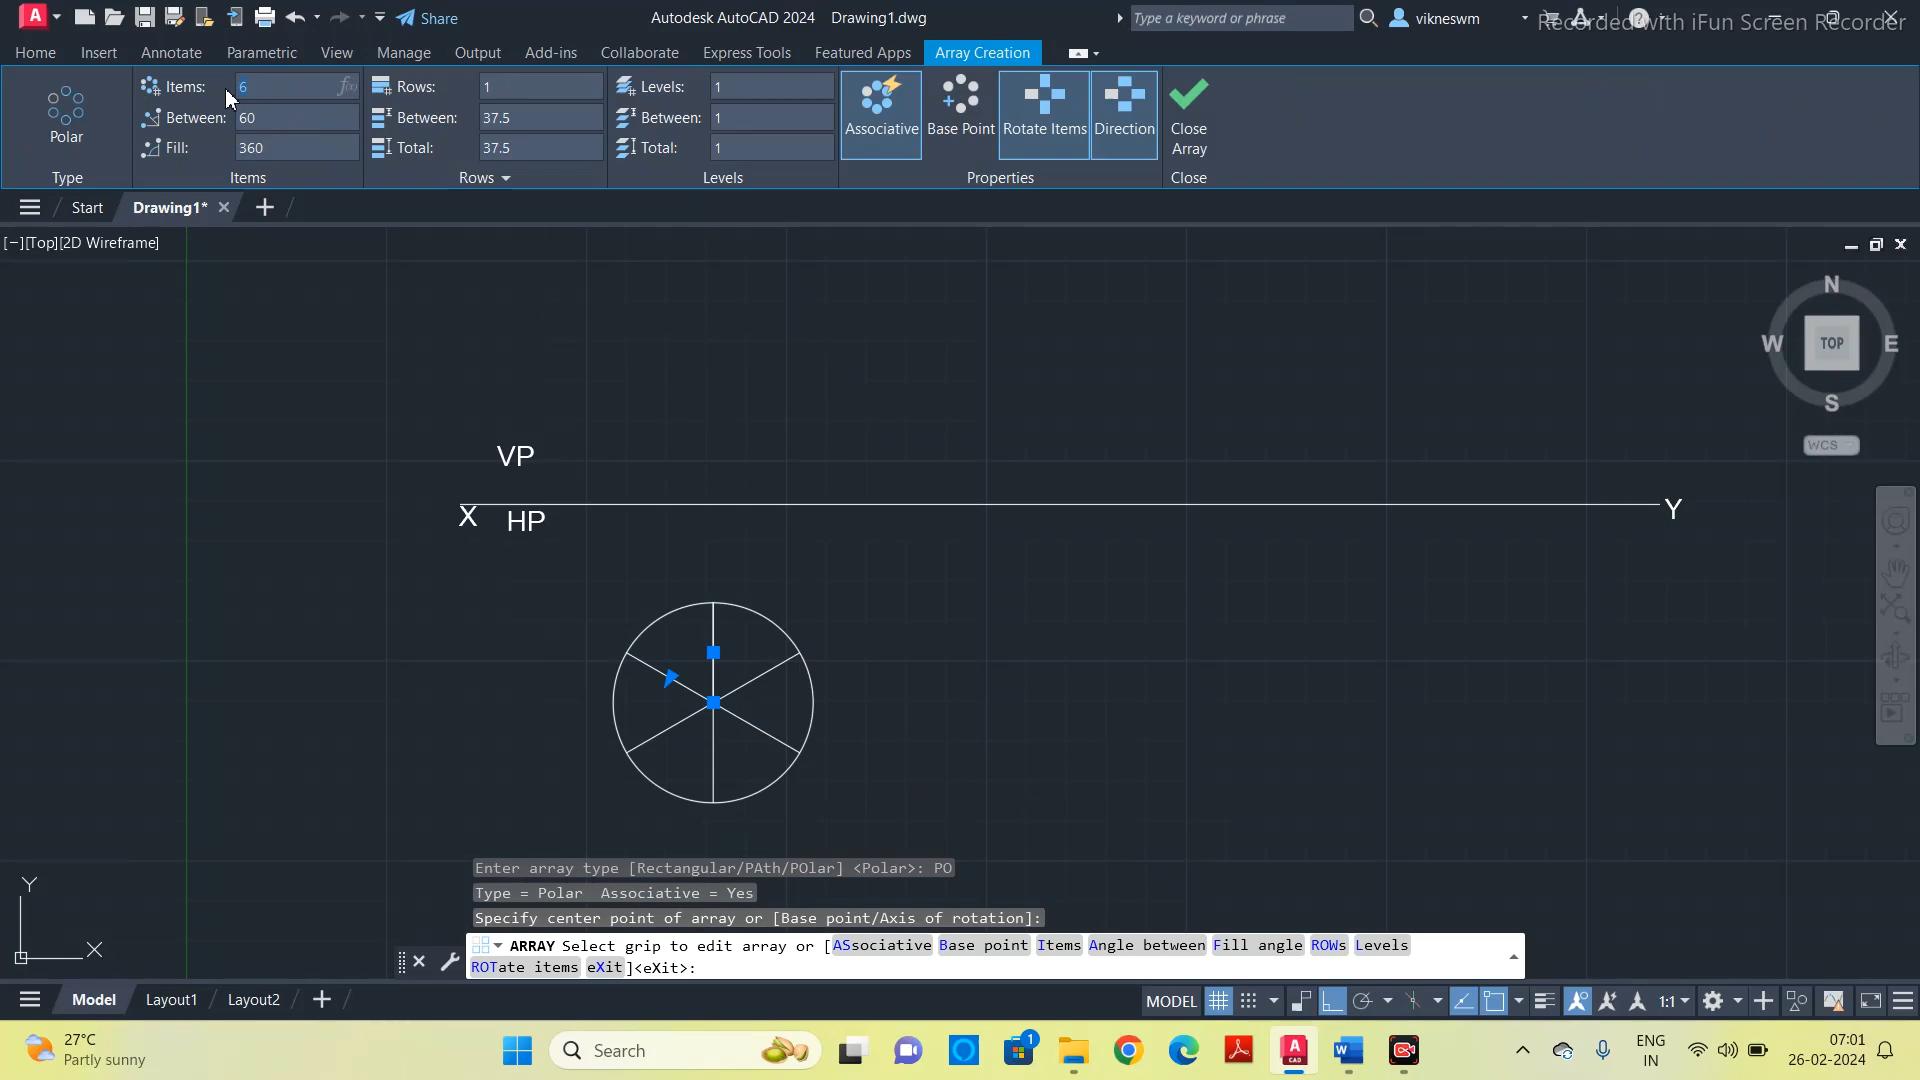 Share
Autodesk AutoCAD 2024 Drawing1.dwg
Type a keyword or phrase
vikneswm
Recorded with iFun Screen Recorder
Home Insert Annotate Parametric View Manage Output Add-ins Collaborate Express Tools Featured Apps Array Creation
Polar
Type
Items: 6
Between: 60
Fill: 360
Items
Rows: 1
Between: 37.5
Total: 37.5
Rows
Levels: 1
Between: 1
Total: 1
Levels
Associative Base Point Rotate Items Direction
Properties
Close
Array
Close
Start Drawing1*
[−][Top][2D Wireframe]
N
W TOP E
S
WCS
VP
X HP Y
Enter array type [Rectangular/PAth/POlar] <Polar>: PO
Type = Polar Associative = Yes
Specify center point of array or [Base point/Axis of rotation]:
ARRAY Select grip to edit array or [ASsociative Base point Items Angle between Fill angle ROWs Levels
ROTate items eXit]<eXit>:
Y
X
Model Layout1 Layout2
MODEL 1:1
27°C
Partly sunny
Search
1
ENG
IN
07:01
26-02-2024